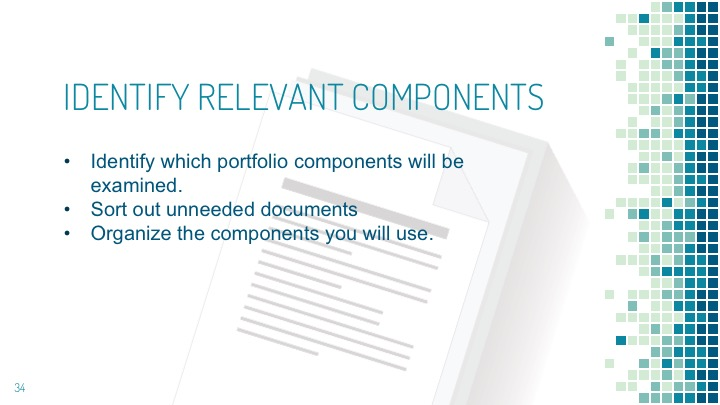 IDENTIFY RELEVANT COMPONENTS
• Identify which portfolio components will be
examined.
• Sort out unneeded documents
• Organize the components you will use.
34